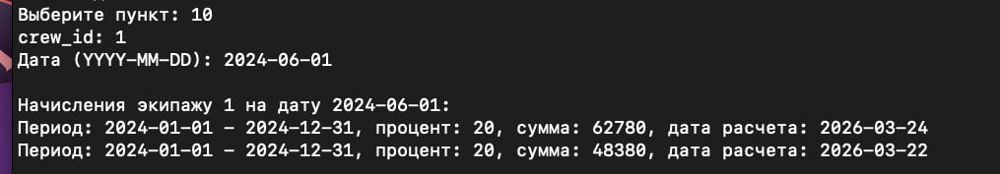 Выберите пункт: 10
crew_id: 1
Дата (YYYY-MM-DD): 2024-06-01
Начисления экипажу 1 на дату 2024-06-01:
Период: 2024-01-01 - 2024-12-31, процент: 20, сумма: 62780, дата расчета: 2026-03-24
Период: 2024-01-01 - 2024-12-31, процент: 20, сумма: 48380, дата расчета: 2026-03-22